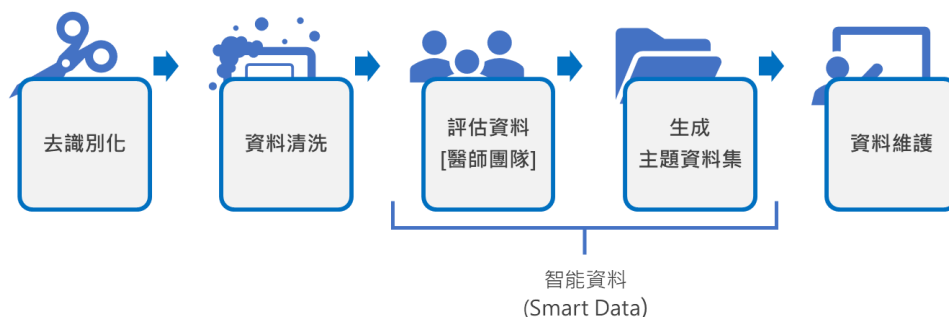 去識別化
資料清洗
評估資料
[醫師團隊]
生成
主題資料集
資料維護
智能資料
(Smart Data)